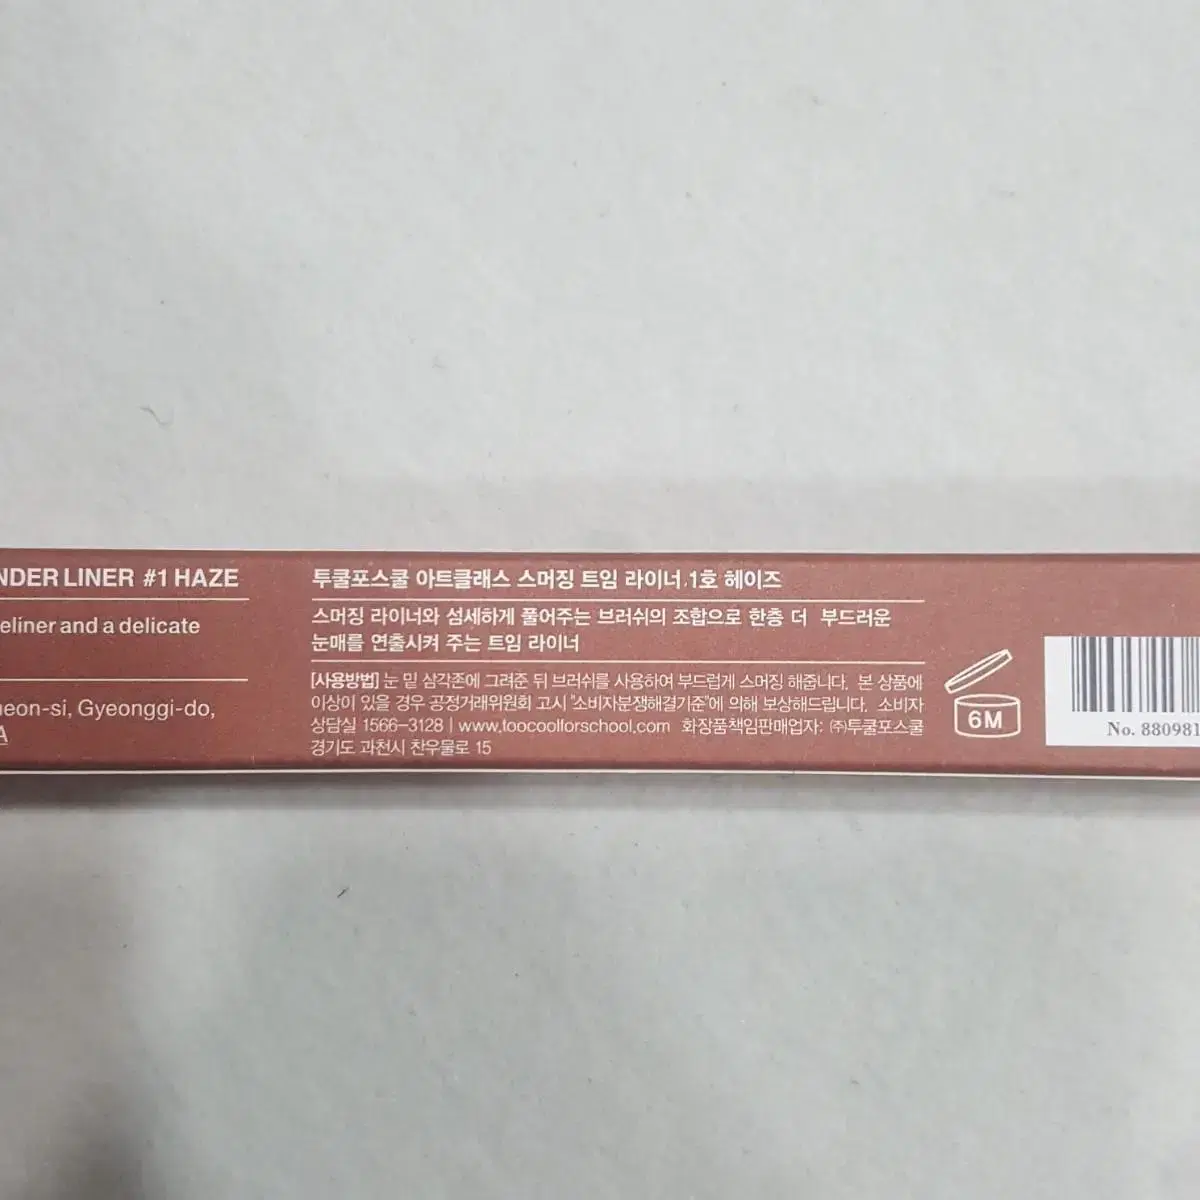 NDER LINER #1 HAZE
eliner and a delicate
eon-si, Gyeonggi-do,
A
투쿨포스쿨 아트클래스 스머징 트임 라이너.1호 헤이즈
스머징 라이너와 섬세하게 풀어주는 브러쉬의 조합으로 한층 더 부드러운
눈매를 연출시켜 주는 트임 라이너
[사용방법] 눈 밑 삼각존에 그려준 뒤 브러쉬를 사용하여 부드럽게 스머징 해줍니다. 본 상품에
이상이 있을 경우 공정거래위원회 고시 "소비자분쟁해결기준"에 의해 보상해드립니다. 소비자
상담실 1566-3128 | www.toocoolforschool.com 화장품책임판매업자: ㈜투쿨포스쿨
경기도 과천시 찬우물로 15
6M
No. 880981